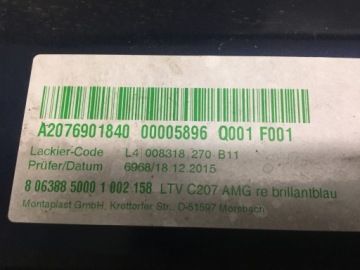 A2076901840 00005896 Q001 F001
Lackier-Code L4 008318 270 B11
Prüfer/Datum 6968/18.12.2015
8 06388 5000 1 002 158 LTV C207 AMG re brillantblau
Montaplast GmbH, Krottorfer Str., D-51597 Morsbach